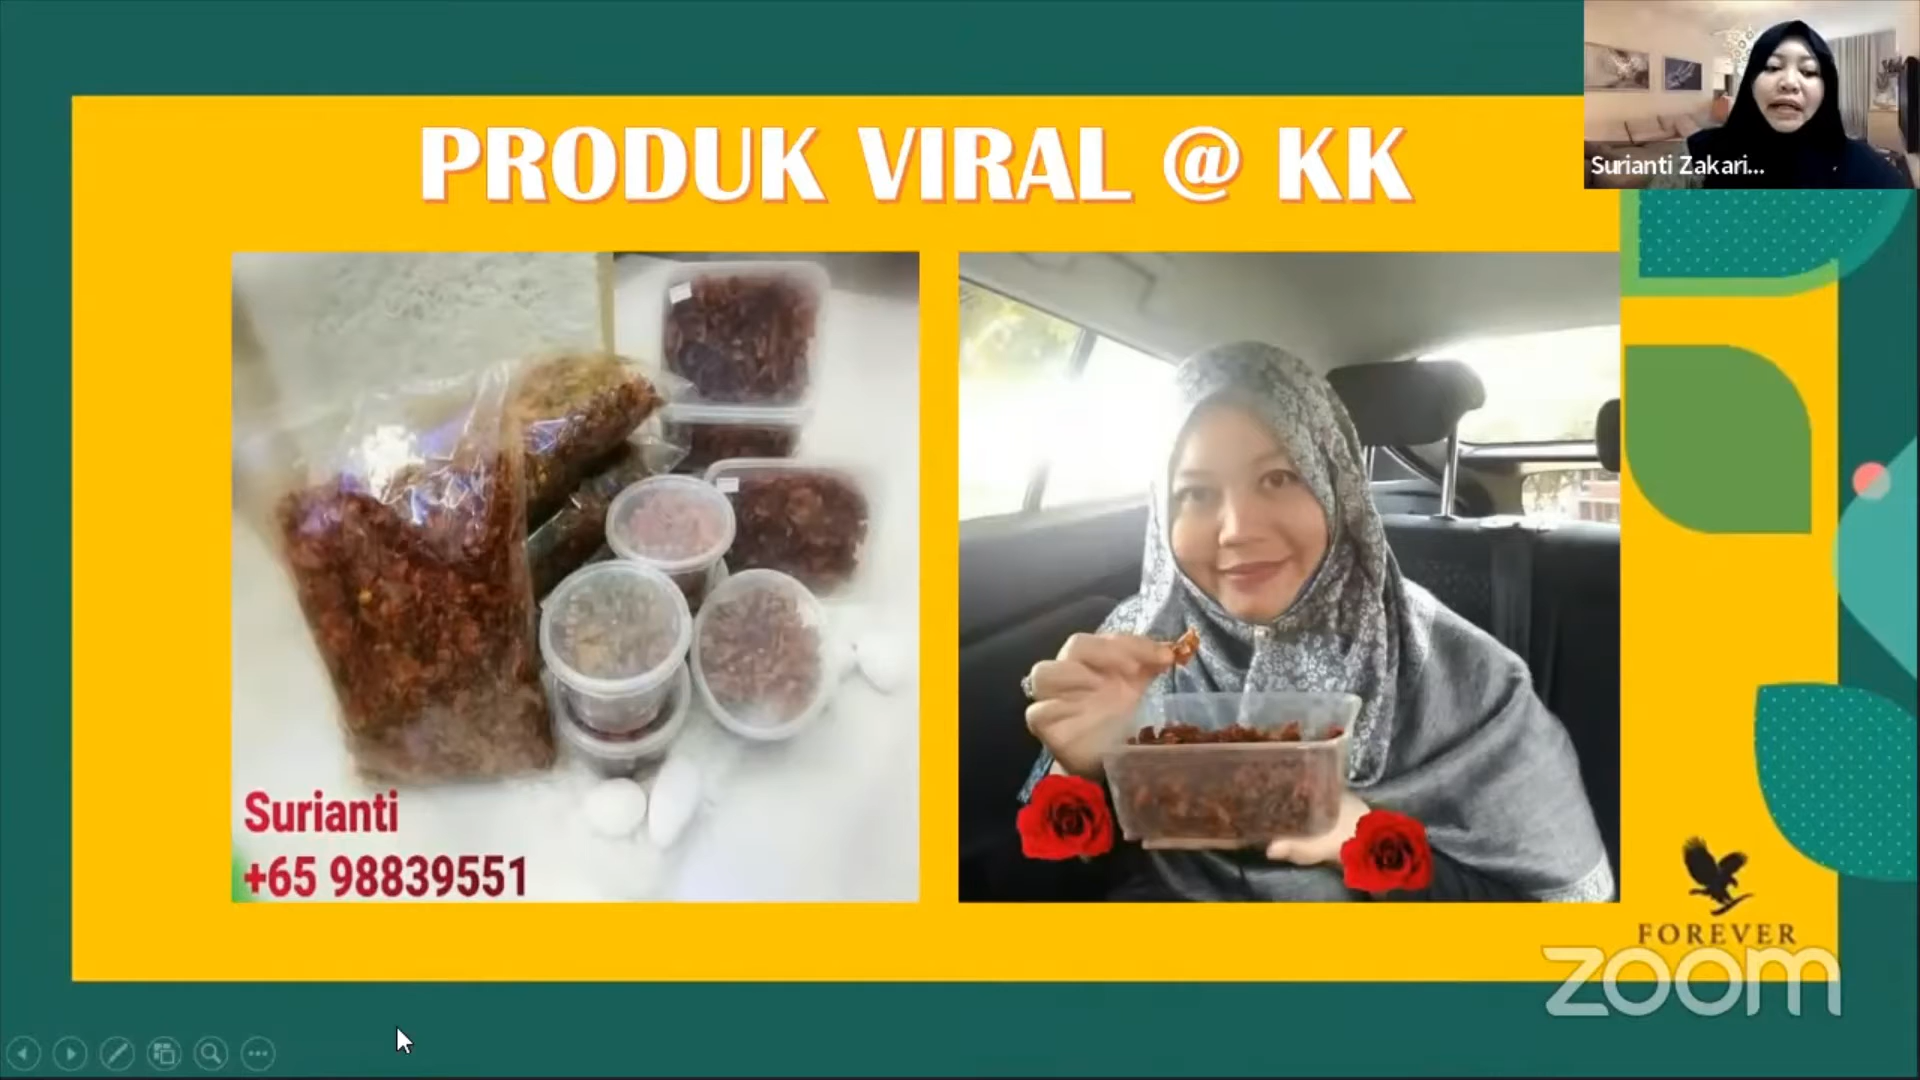 PRODUK VIRAL @ KK
Surianti Zakari...
Surianti
+65 98839551
FOREVER
zoom